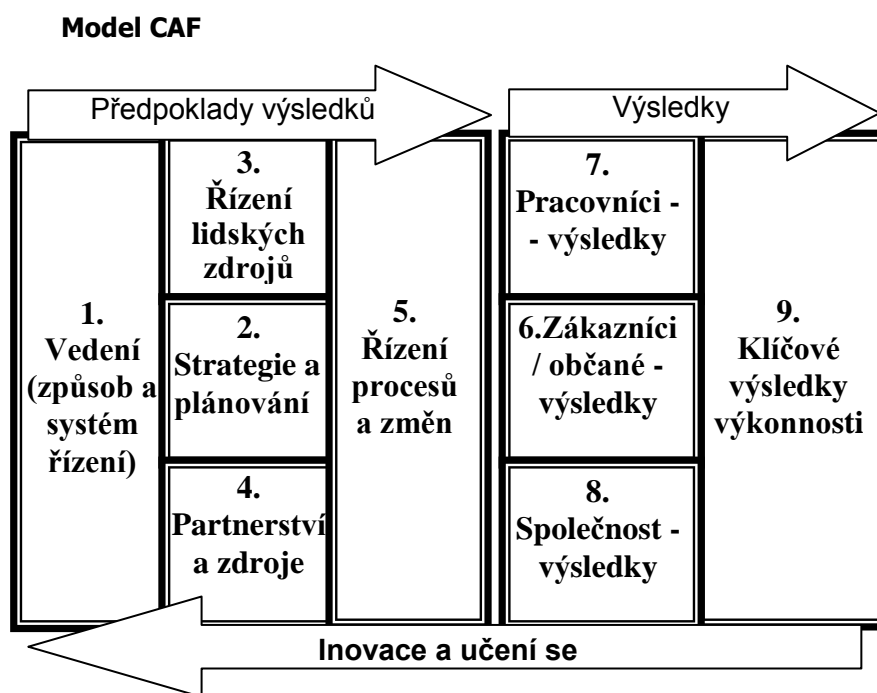 Model CAF
Předpoklady výsledků
Výsledky
1.
Vedení
(způsob a
systém
řízení)
3.
Řízení
lidských
zdrojů
2.
Strategie a
plánování
4.
Partnerství
a zdroje
5.
Řízení
procesů
a změn
7.
Pracovníci -
- výsledky
6.Zákazníci
/ občané -
výsledky
8.
Společnost -
výsledky
9.
Klíčové
výsledky
výkonnosti
Inovace a učení se